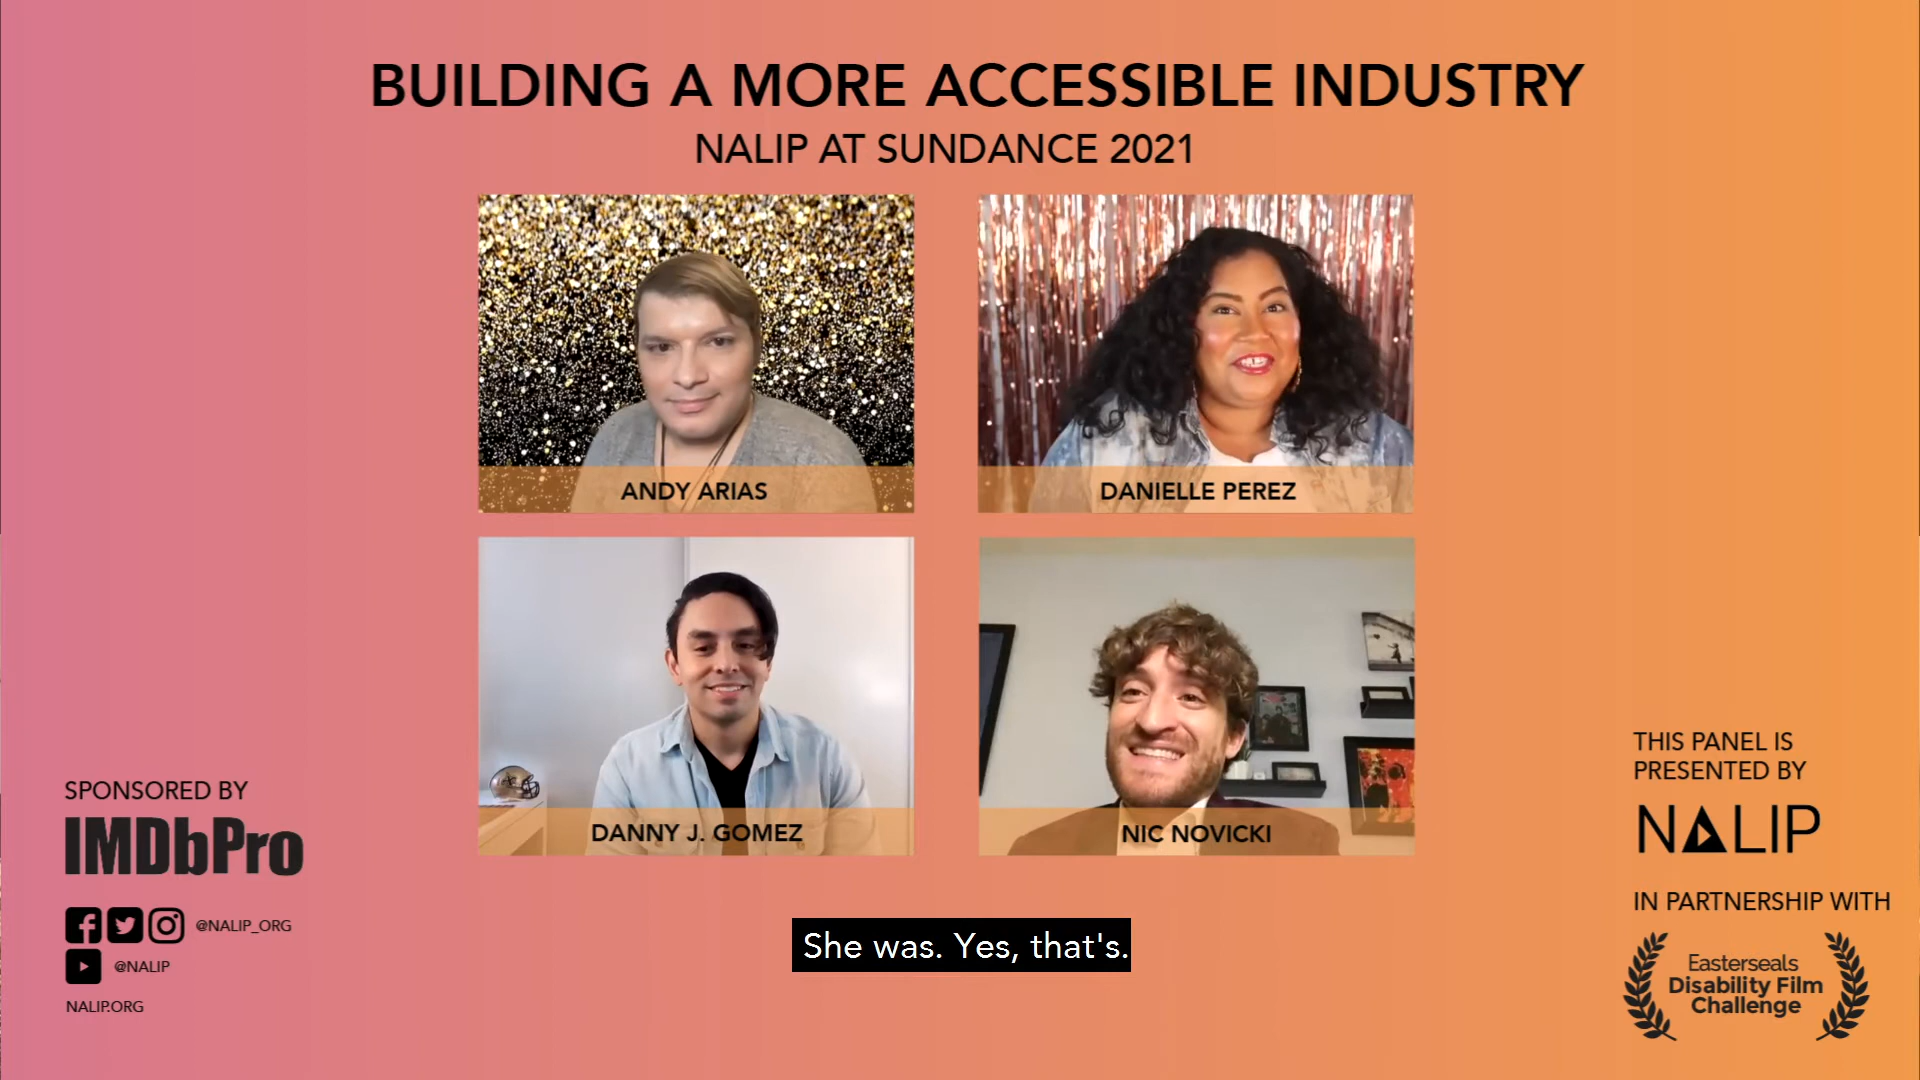 BUILDING A MORE ACCESSIBLE INDUSTRY
NALIP AT SUNDANCE 2021
ANDY ARIAS
DANIELLE PEREZ
DANNY J. GOMEZ
NIC NOVICKI
SPONSORED BY
IMDbPro
@NALIP_ORG
@NALIP
NALIP.ORG
She was. Yes, that's.
THIS PANEL IS
PRESENTED BY
NALIP
IN PARTNERSHIP WITH
Easterseals
Disability Film
Challenge